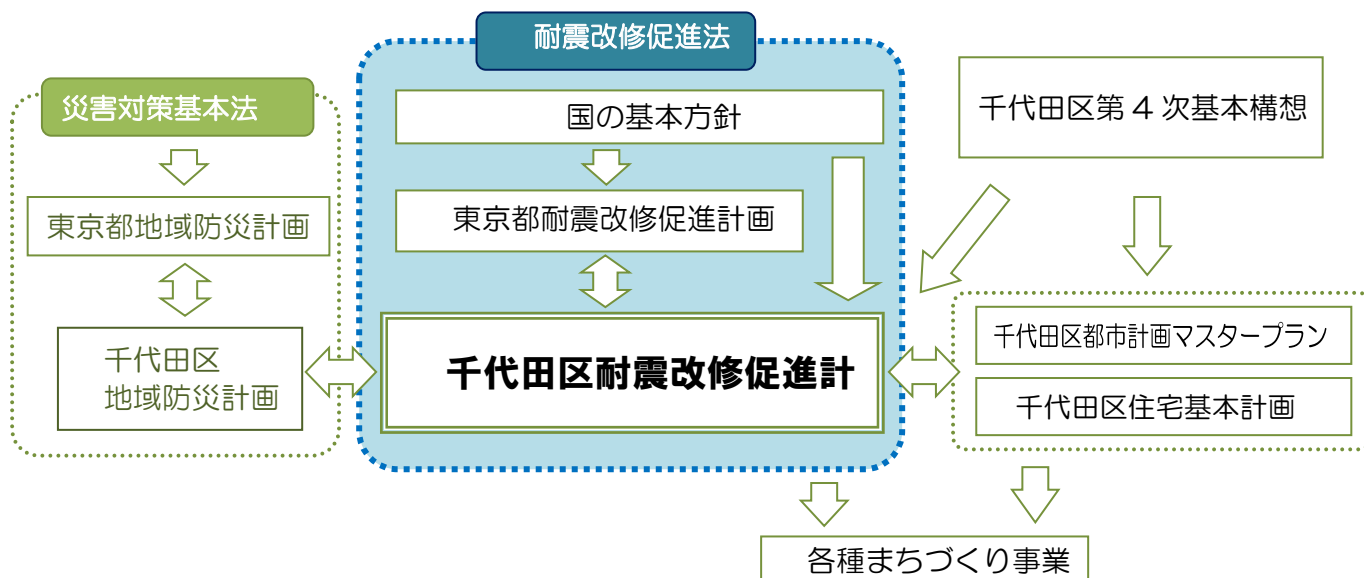 耐震改修促進法
災害対策基本法
国の基本方針
千代田区第４次基本構想
東京都地域防災計画
東京都耐震改修促進計画
千代田区
地域防災計画
千代田区耐震改修促進計
千代田区都市計画マスタープラン
千代田区住宅基本計画
各種まちづくり事業